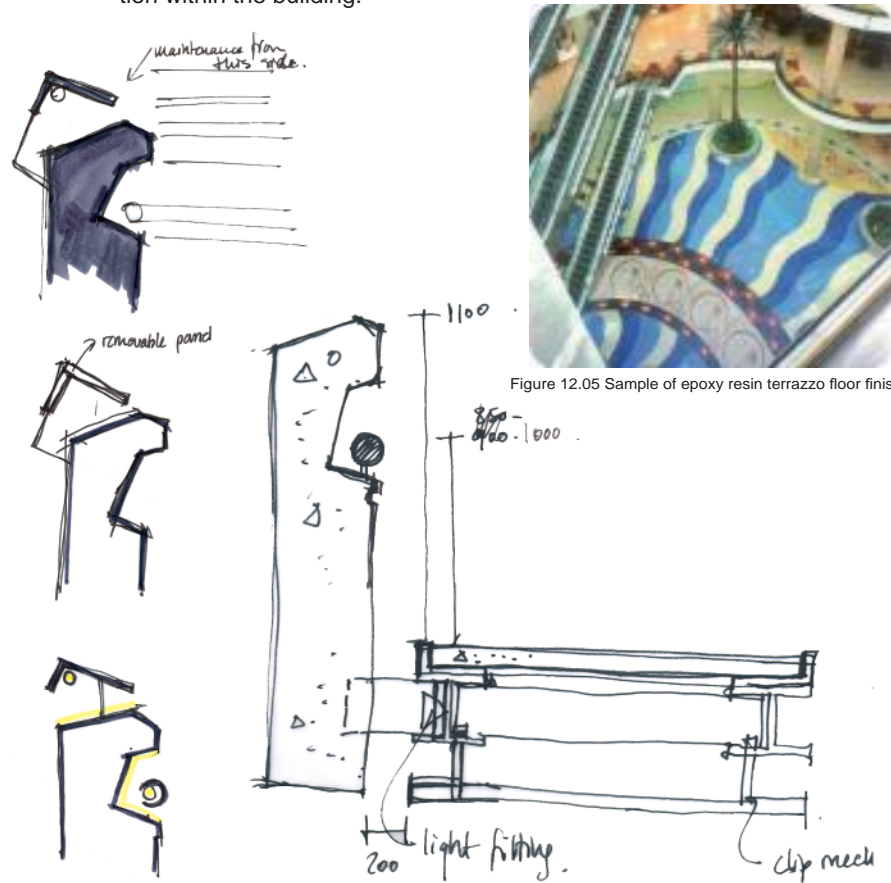 tion within the building.
maintenance from
this side.
removable panel
1100
850-
900-1000
Figure 12.05 Sample of epoxy resin terrazzo floor finis
200
light fitting.
clip mech